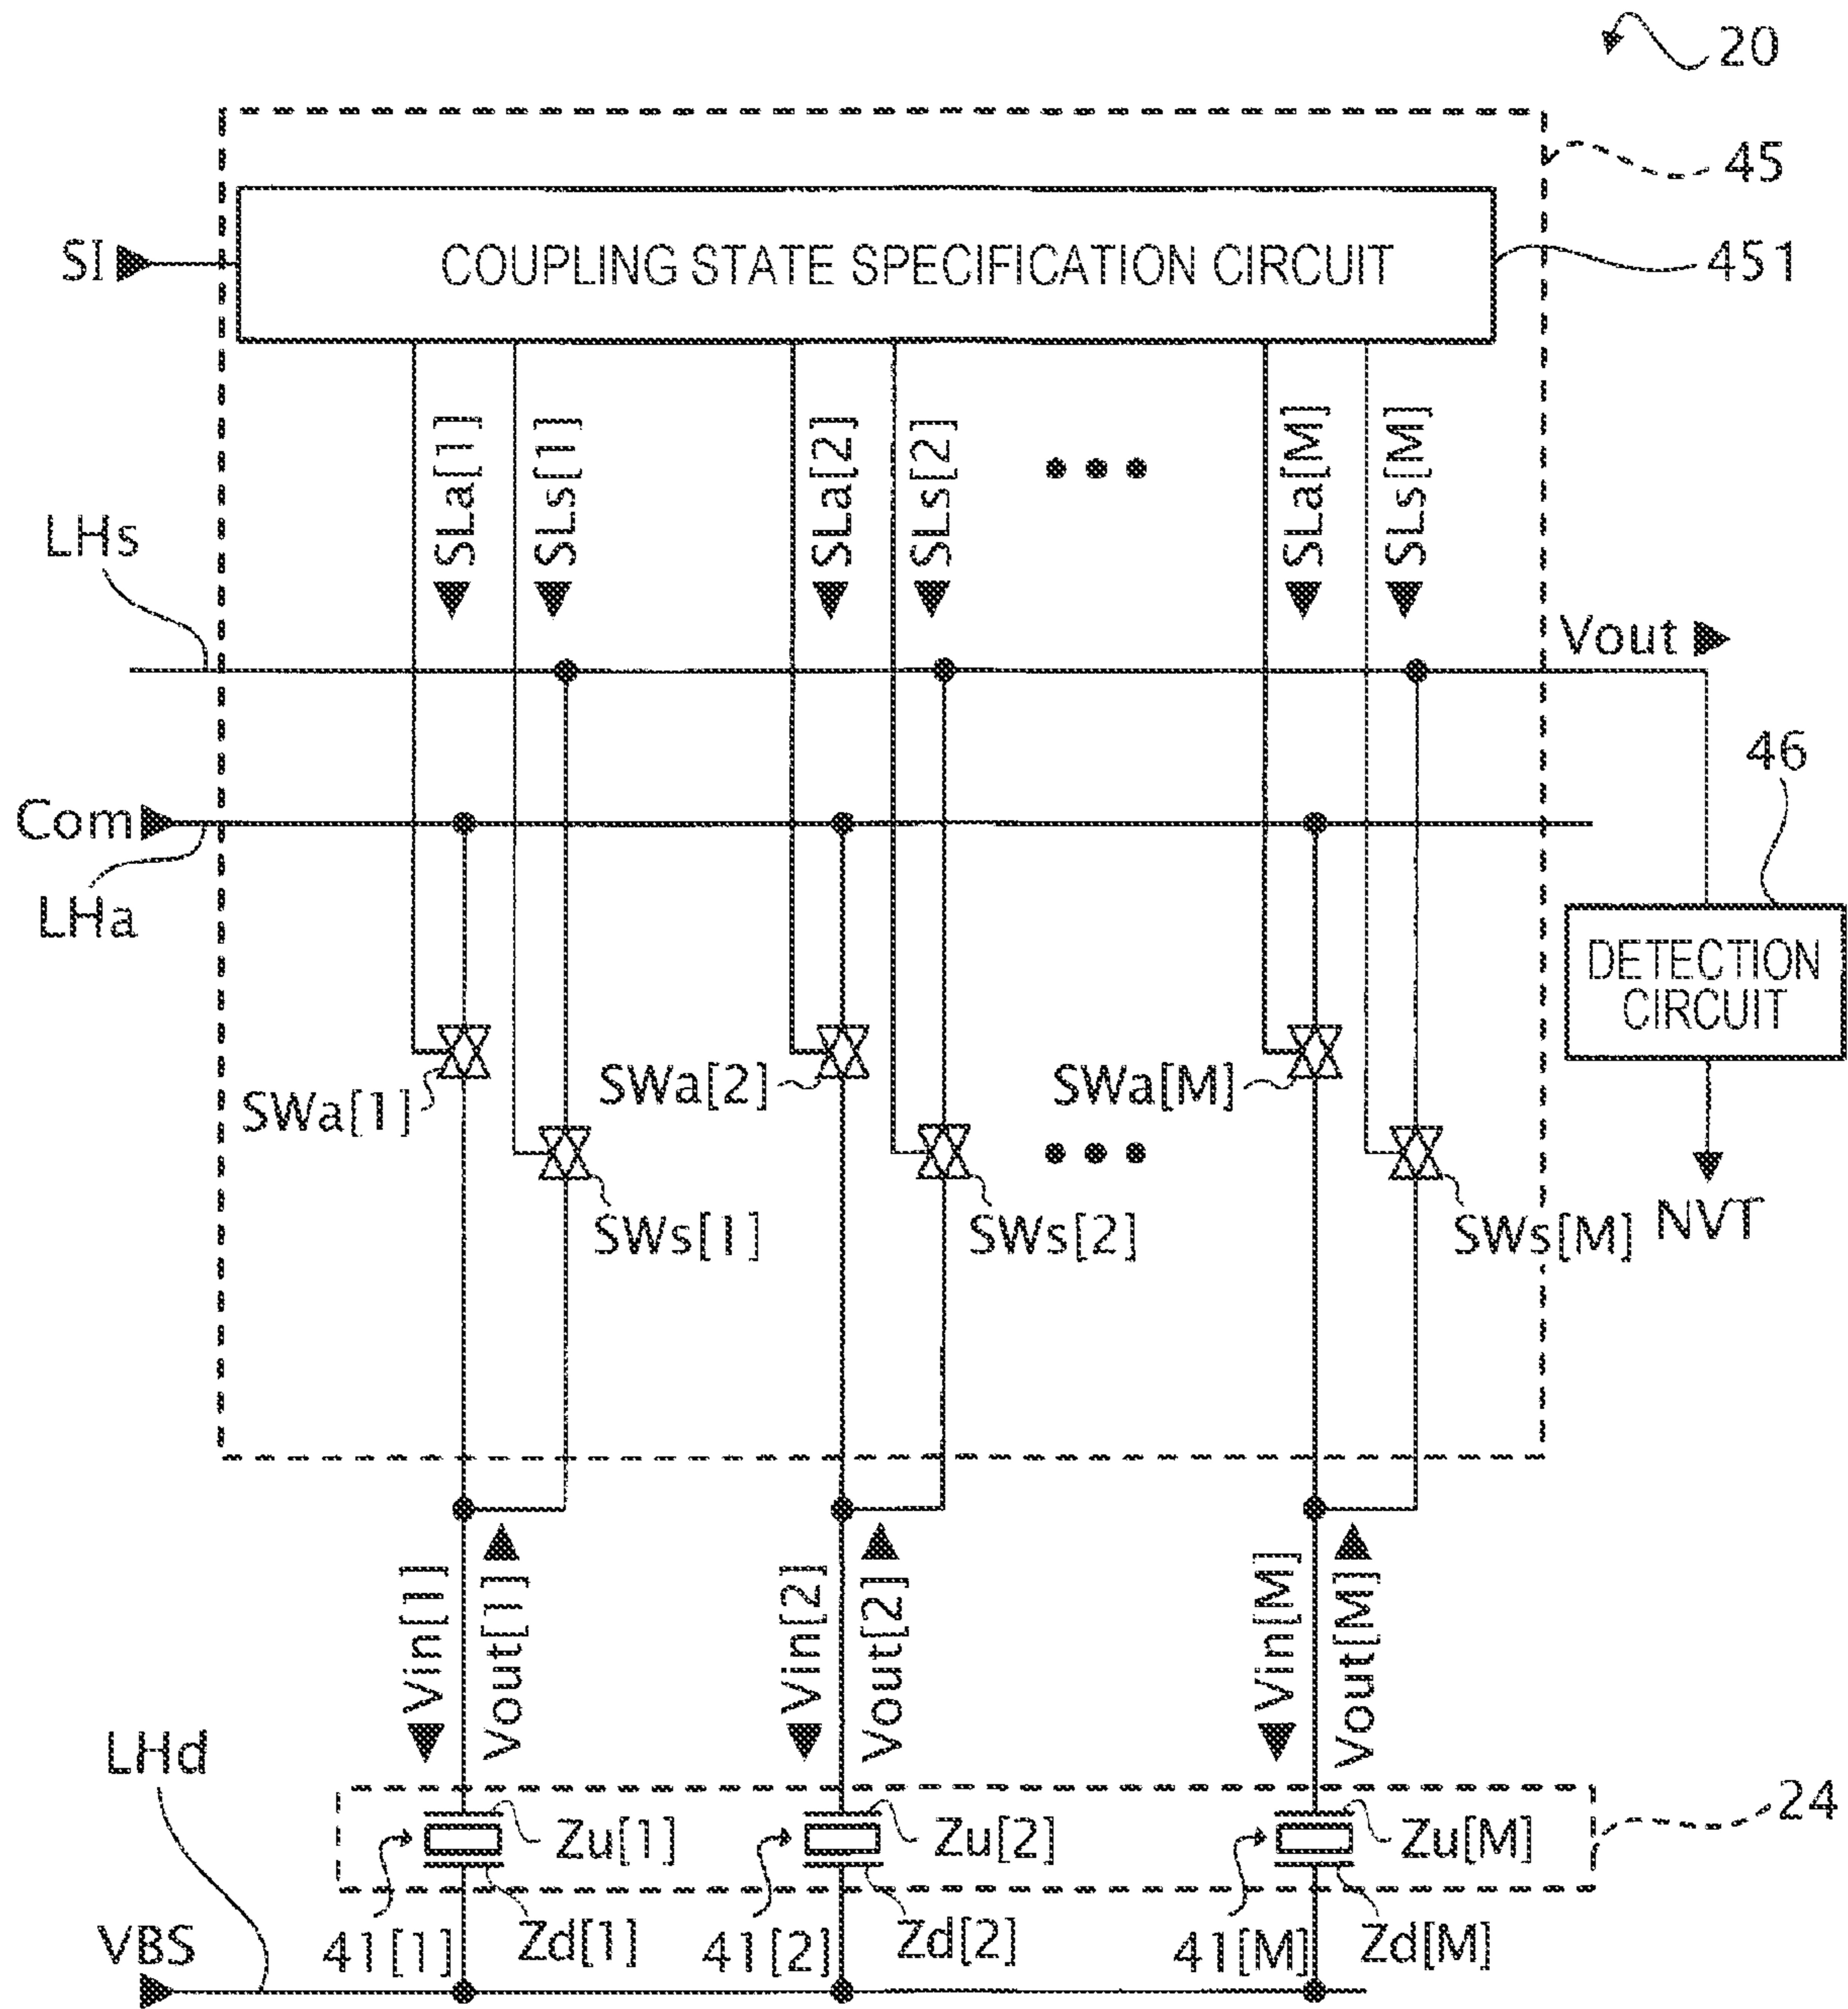 20
45
SI
COUPLING STATE SPECIFICATION CIRCUIT
451
SLa[1]
SLs[1]
SLa[2]
SLs[2]
SLa[M]
SLs[M]
LHs
Vout
46
Com
LHa
DETECTION
CIRCUIT
SWa[1]
SWa[2]
SWa[M]
SWs[1]
SWs[2]
SWs[M]
NVT
Vin[1]
Vout[1]
Vin[2]
Vout[2]
Vin[M]
Vout[M]
LHd
24
Zu[1]
Zu[2]
Zu[M]
VBS
41[1]
Zd[1]
41[2]
Zd[2]
41[M]
Zd[M]